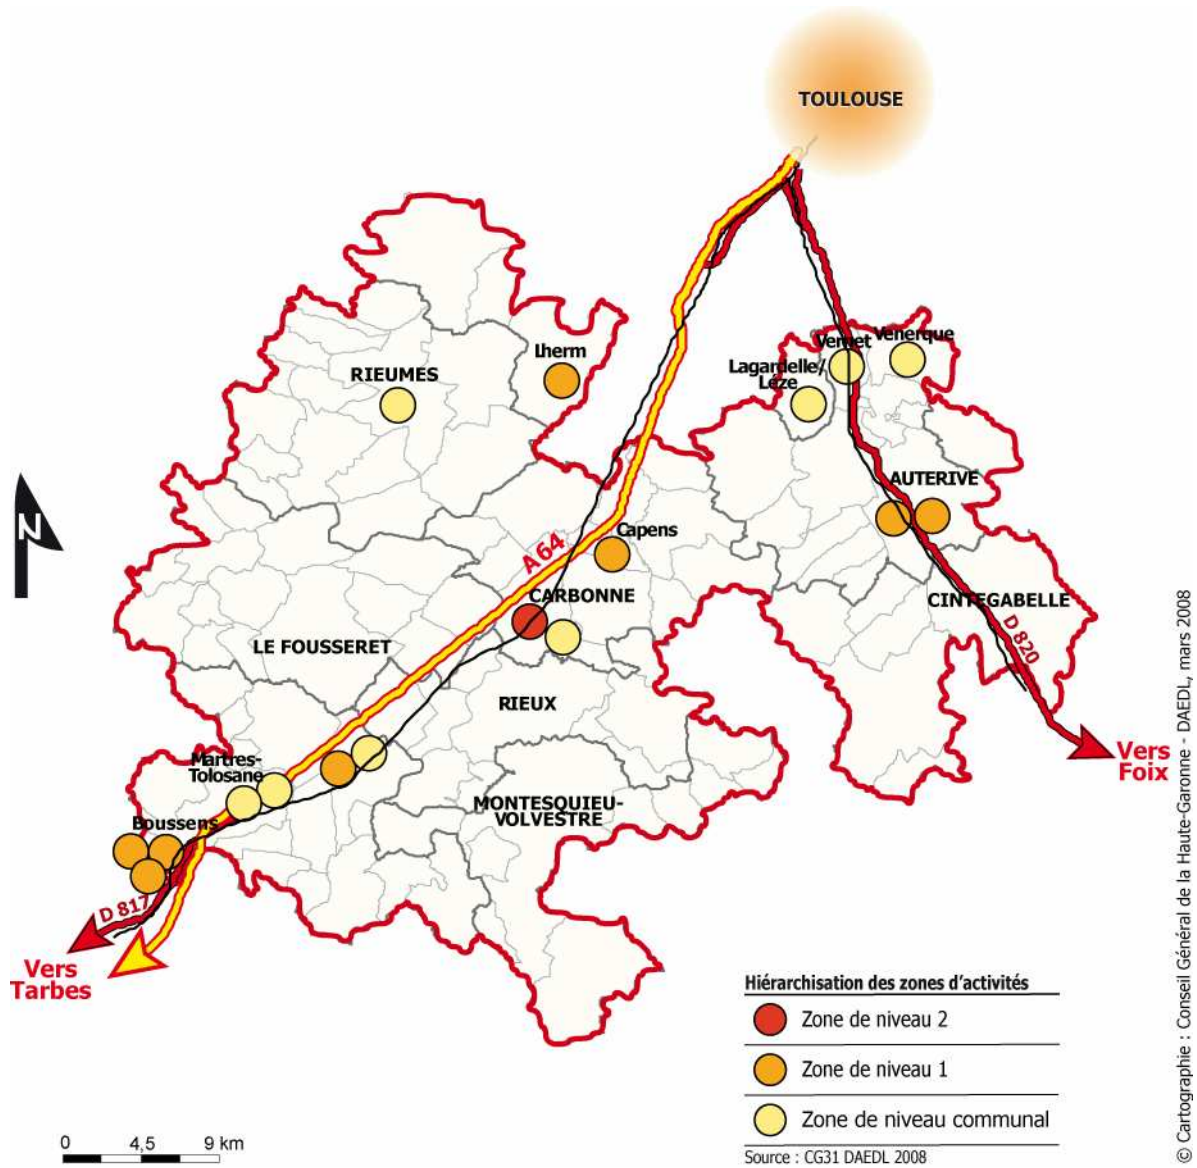 TOULOUSE
Lherm
RIEUMES
Vernet
Venerque
Lagardelle/
Lèze
AUTERIVE
N
A 64
Capens
CARBONNE
CINTEGABELLE
LE FOUSSERET
D 820
RIEUX
Vers
Foix
Martres-
Tolosane
MONTESQUIEU-
VOLVESTRE
Boussens
D 817
Vers
Tarbes
Hiérarchisation des zones d'activités
Zone de niveau 2
Zone de niveau 1
Zone de niveau communal
Source : CG31 DAEDL 2008
0 4,5 9 km
© Cartographie : Conseil Général de la Haute-Garonne - DAEDL, mars 2008